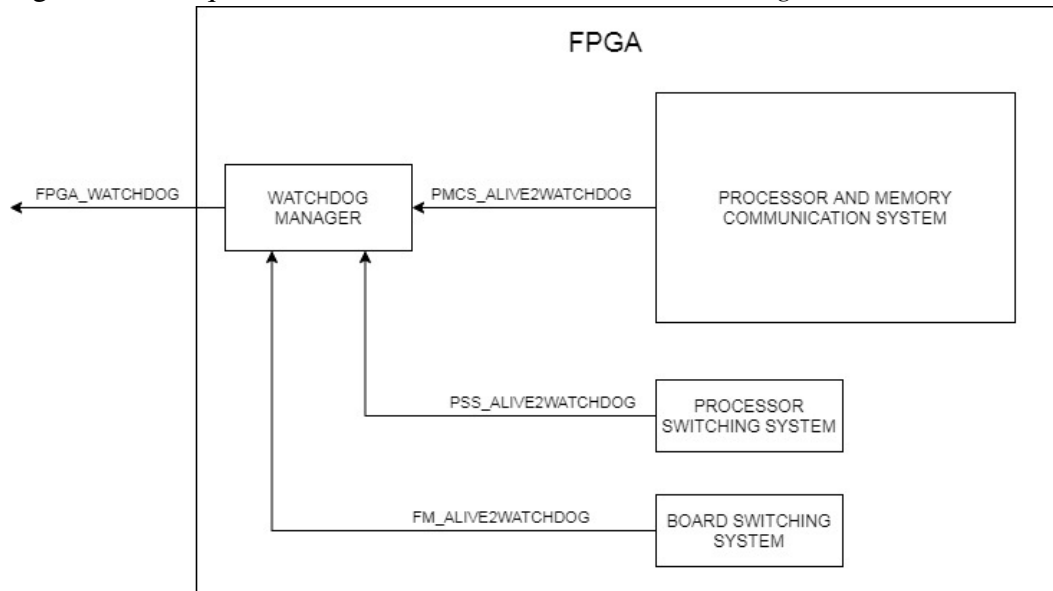 FPGA
FPGA_WATCHDOG
WATCHDOG
MANAGER
PMCS_ALIVE2WATCHDOG
PROCESSOR AND MEMORY
COMMUNICATION SYSTEM
PSS_ALIVE2WATCHDOG
PROCESSOR
SWITCHING SYSTEM
FM_ALIVE2WATCHDOG
BOARD SWITCHING
SYSTEM